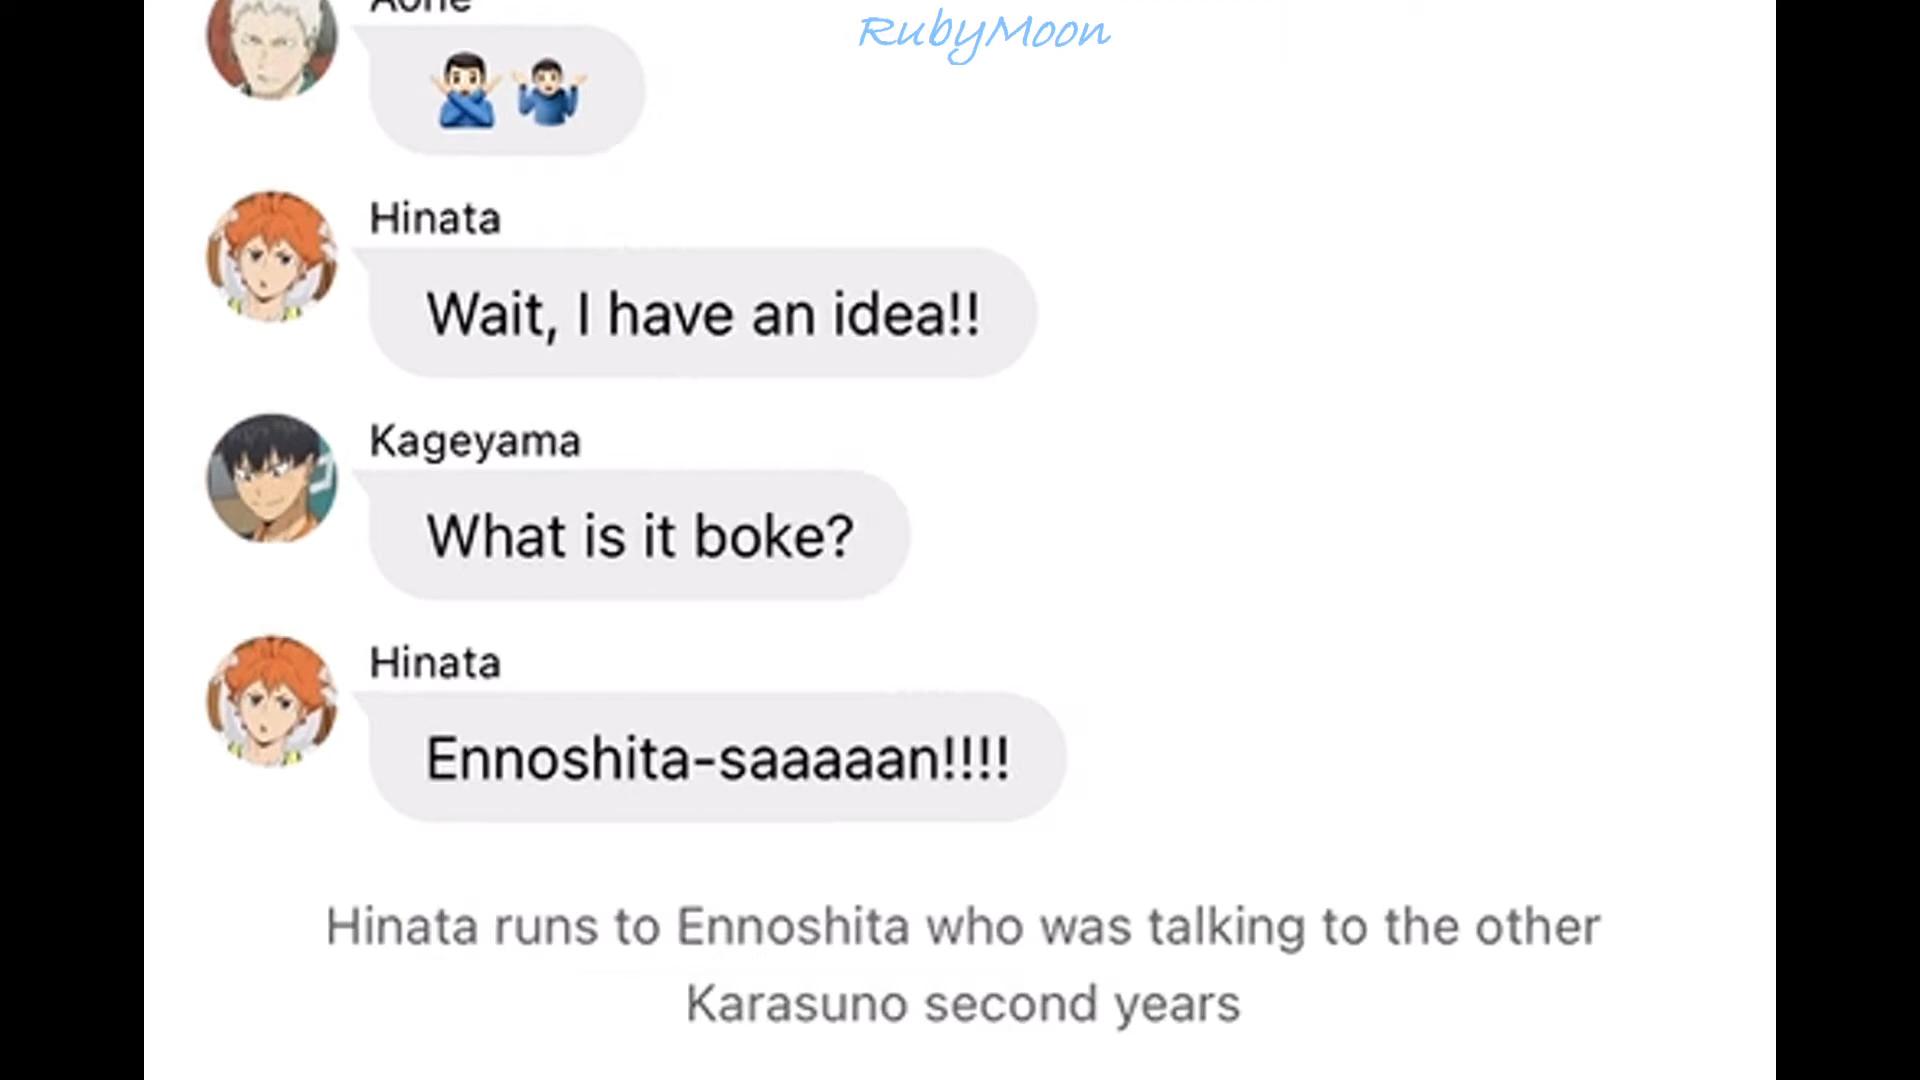 Aone
RubyMoon
Hinata
Wait, I have an idea!!
Kageyama
What is it boke?
Hinata
Ennoshita-saaaaan!!!!
Hinata runs to Ennoshita who was talking to the other
Karasuno second years